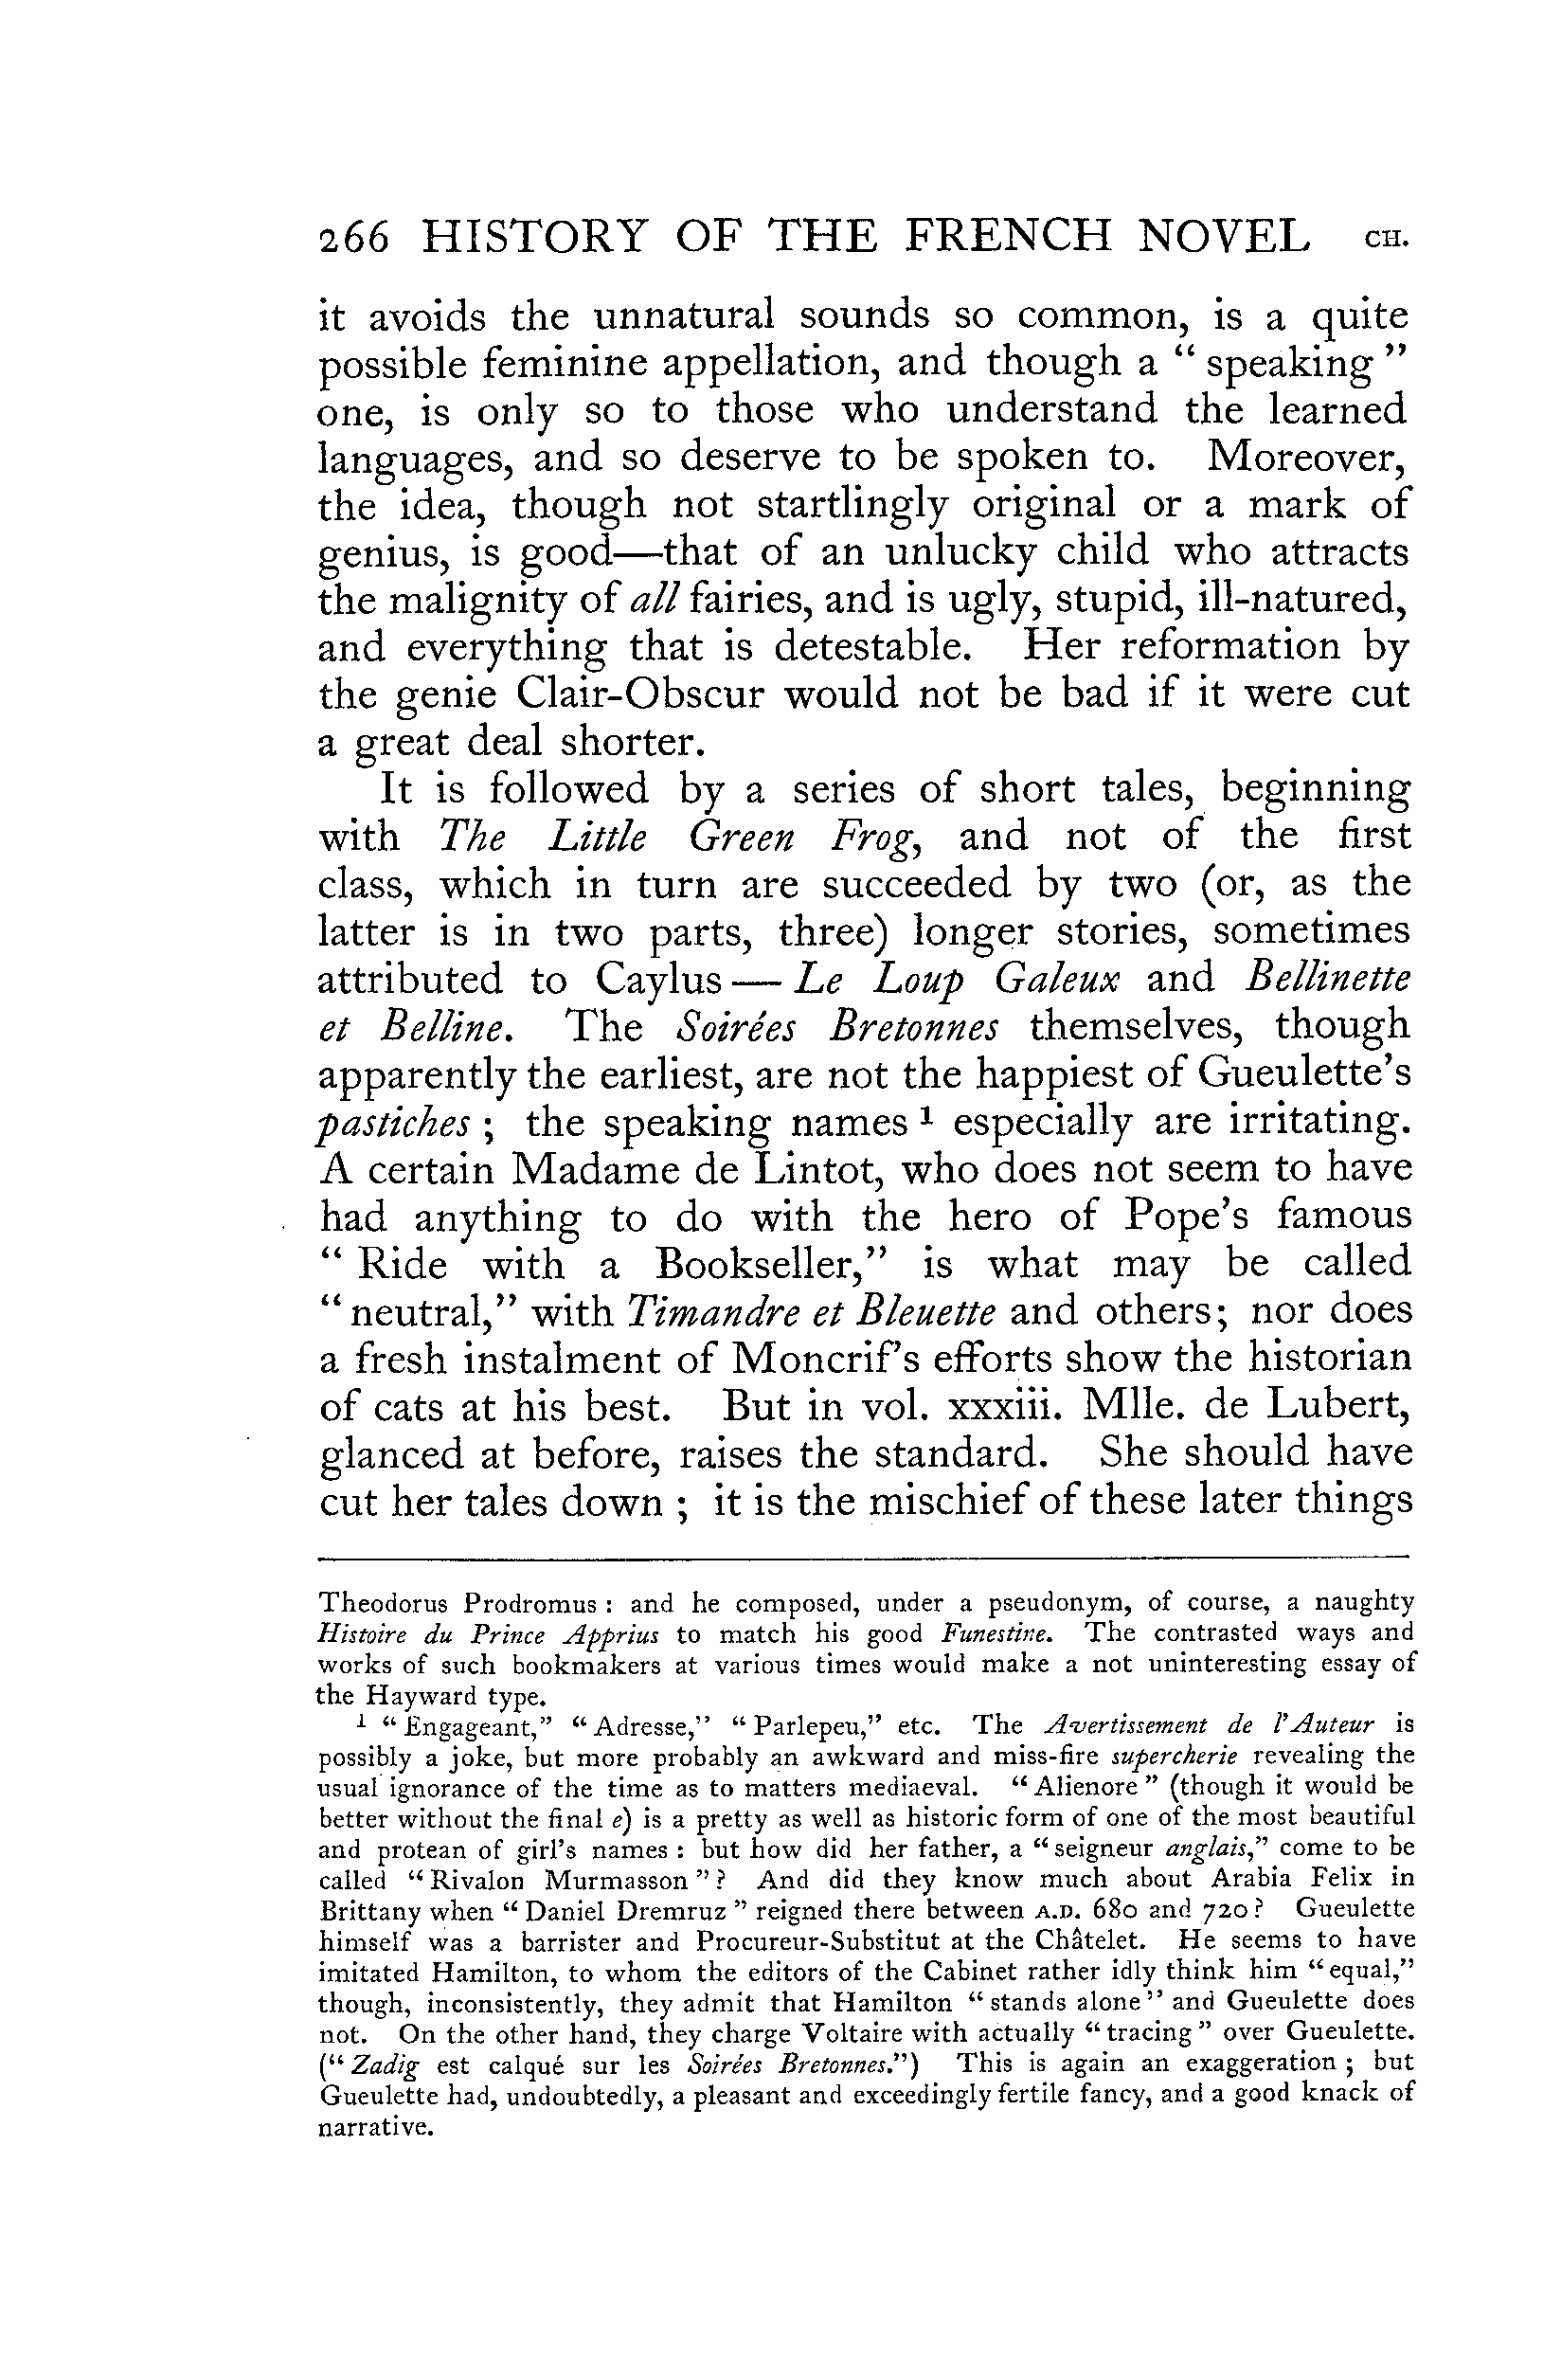 266 HISTORY OF THE FRENCH NOVEL CH.
it avoids the unnatural sounds so common, is a quite
possible feminine appellation, and though a “ speaking ”
one, is only so to those who understand the learned
languages, and so deserve to be spoken to. Moreover,
the idea, though not startlingly original or a mark of
genius, is good—that of an unlucky child who attracts
the malignity of all fairies, and is ugly, stupid, ill-natured,
and everything that is detestable. Her reformation by
the genie Clair-Obscur would not be bad if it were cut
a great deal shorter.
It is followed by a series of short tales, beginning
with The Little Green Frog, and not of the first
class, which in turn are succeeded by two (or, as the
latter is in two parts, three) longer stories, sometimes
attributed to Caylus — Le Loup Galeux and Bellinette
et Belline. The Soirées Bretonnes themselves, though
apparently the earliest, are not the happiest of Gueulette’s
pastiches ; the speaking names ¹ especially are irritating.
A certain Madame de Lintot, who does not seem to have
had anything to do with the hero of Pope’s famous
“ Ride with a Bookseller,” is what may be called
“ neutral,” with Timandre et Bleuette and others; nor does
a fresh instalment of Moncrif’s efforts show the historian
of cats at his best. But in vol. xxxiii. Mlle. de Lubert,
glanced at before, raises the standard. She should have
cut her tales down ; it is the mischief of these later things
Theodorus Prodromus : and he composed, under a pseudonym, of course, a naughty
Histoire du Prince Apprius to match his good Funestine. The contrasted ways and
works of such bookmakers at various times would make a not uninteresting essay of
the Hayward type.
¹ “ Engageant,” “ Adresse,” “ Parlepeu,” etc. The Avertissement de l’Auteur is
possibly a joke, but more probably an awkward and miss-fire supercherie revealing the
usual ignorance of the time as to matters mediaeval. “ Alienore ” (though it would be
better without the final e) is a pretty as well as historic form of one of the most beautiful
and protean of girl’s names : but how did her father, a “ seigneur anglais,” come to be
called “ Rivalon Murmasson ” ? And did they know much about Arabia Felix in
Brittany when “ Daniel Dremruz ” reigned there between A.D. 680 and 720 ? Gueulette
himself was a barrister and Procureur-Substitut at the Châtelet. He seems to have
imitated Hamilton, to whom the editors of the Cabinet rather idly think him “ equal,”
though, inconsistently, they admit that Hamilton “ stands alone ” and Gueulette does
not. On the other hand, they charge Voltaire with actually “ tracing ” over Gueulette.
(“ Zadig est calqué sur les Soirées Bretonnes.”) This is again an exaggeration ; but
Gueulette had, undoubtedly, a pleasant and exceedingly fertile fancy, and a good knack of
narrative.